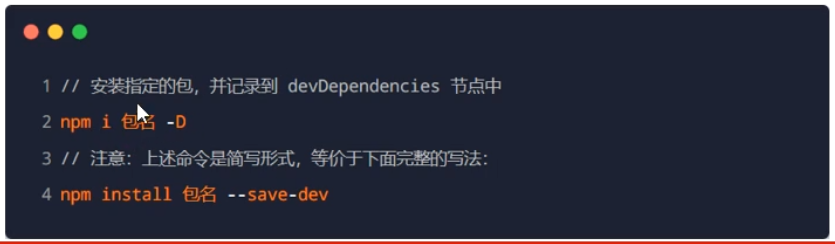 1 // 安装指定的包，并记录到 devDependencies 节点中
2 npm i 包名 -D
3 // 注意：上述命令是简写形式，等价于下面完整的写法：
4 npm install 包名 --save-dev